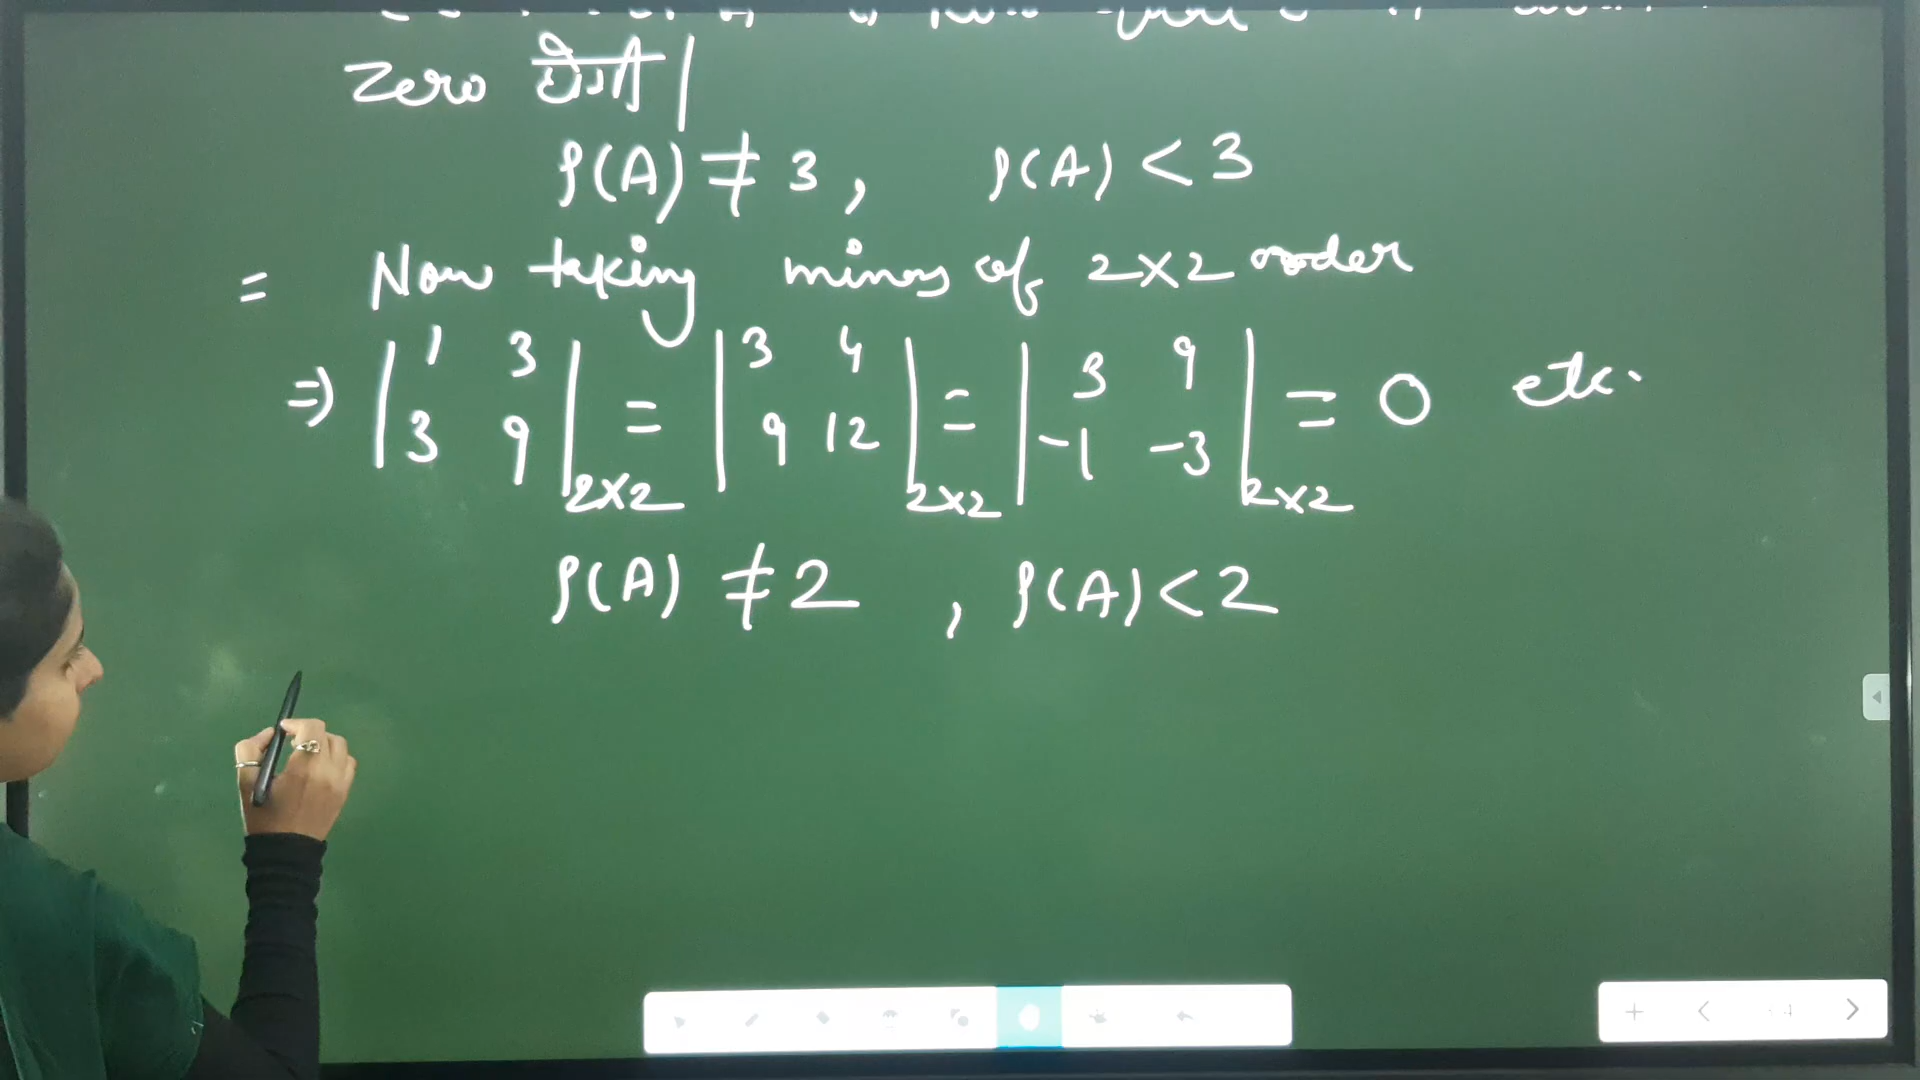 zero होगी|
ρ(A) ≠ 3, ρ(A) < 3
= Now taking minors of 2×2 order
⇒ |1 3 = |3 4 = |3 9 = 0 etc.
3 9|2×2 9 12|2×2 -1 -3|2×2
ρ(A) ≠ 2 , ρ(A) < 2